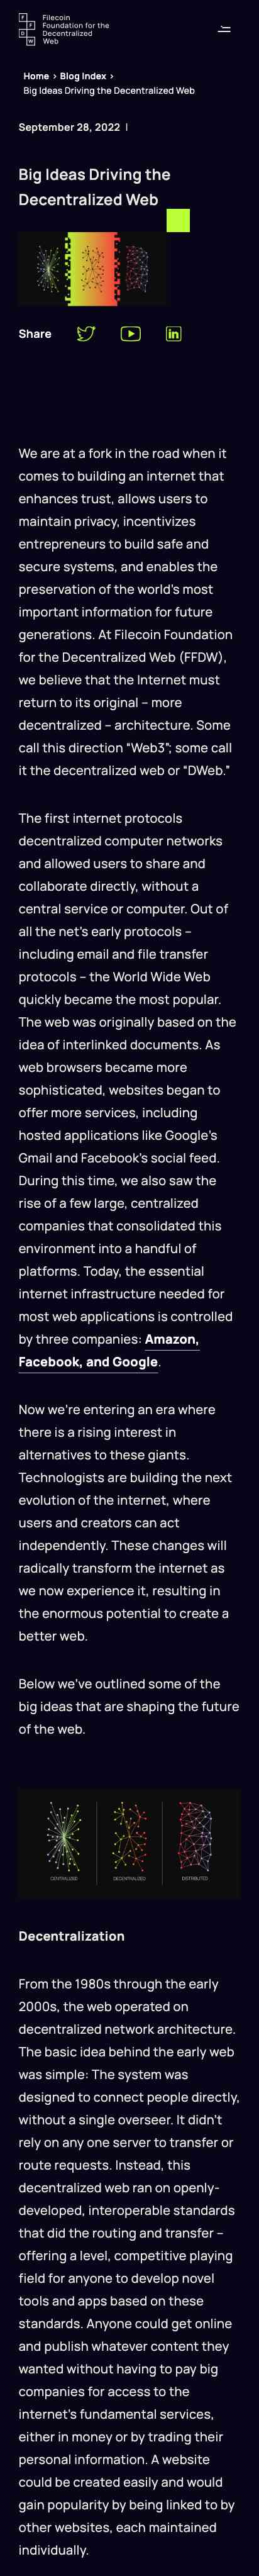 Filecoin
Foundation for the
Decentralized
Web
F
F
F
D
W
Home > Blog Index >
Big Ideas Driving the Decentralized Web
September 28, 2022 |
Big Ideas Driving the
Decentralized Web
Share
We are at a fork in the road when it
comes to building an internet that
enhances trust, allows users to
maintain privacy, incentivizes
entrepreneurs to build safe and
secure systems, and enables the
preservation of the world's most
important information for future
generations. At Filecoin Foundation
for the Decentralized Web (FFDW),
we believe that the Internet must
return to its original – more
decentralized – architecture. Some
call this direction “Web3”; some call
it the decentralized web or “DWeb.”
The first internet protocols
decentralized computer networks
and allowed users to share and
collaborate directly, without a
central service or computer. Out of
all the net's early protocols –
including email and file transfer
protocols – the World Wide Web
quickly became the most popular.
The web was originally based on the
idea of interlinked documents. As
web browsers became more
sophisticated, websites began to
offer more services, including
hosted applications like Google's
Gmail and Facebook's social feed.
During this time, we also saw the
rise of a few large, centralized
companies that consolidated this
environment into a handful of
platforms. Today, the essential
internet infrastructure needed for
most web applications is controlled
by three companies: Amazon,
Facebook, and Google.
Now we're entering an era where
there is a rising interest in
alternatives to these giants.
Technologists are building the next
evolution of the internet, where
users and creators can act
independently. These changes will
radically transform the internet as
we now experience it, resulting in
the enormous potential to create a
better web.
Below we've outlined some of the
big ideas that are shaping the future
of the web.
CENTRALIZED
DECENTRALIZED
DISTRIBUTED
Decentralization
From the 1980s through the early
2000s, the web operated on
decentralized network architecture.
The basic idea behind the early web
was simple: The system was
designed to connect people directly,
without a single overseer. It didn't
rely on any one server to transfer or
route requests. Instead, this
decentralized web ran on openly-
developed, interoperable standards
that did the routing and transfer –
offering a level, competitive playing
field for anyone to develop novel
tools and apps based on these
standards. Anyone could get online
and publish whatever content they
wanted without having to pay big
companies for access to the
internet's fundamental services,
either in money or by trading their
personal information. A website
could be created easily and would
gain popularity by being linked to by
other websites, each maintained
individually.